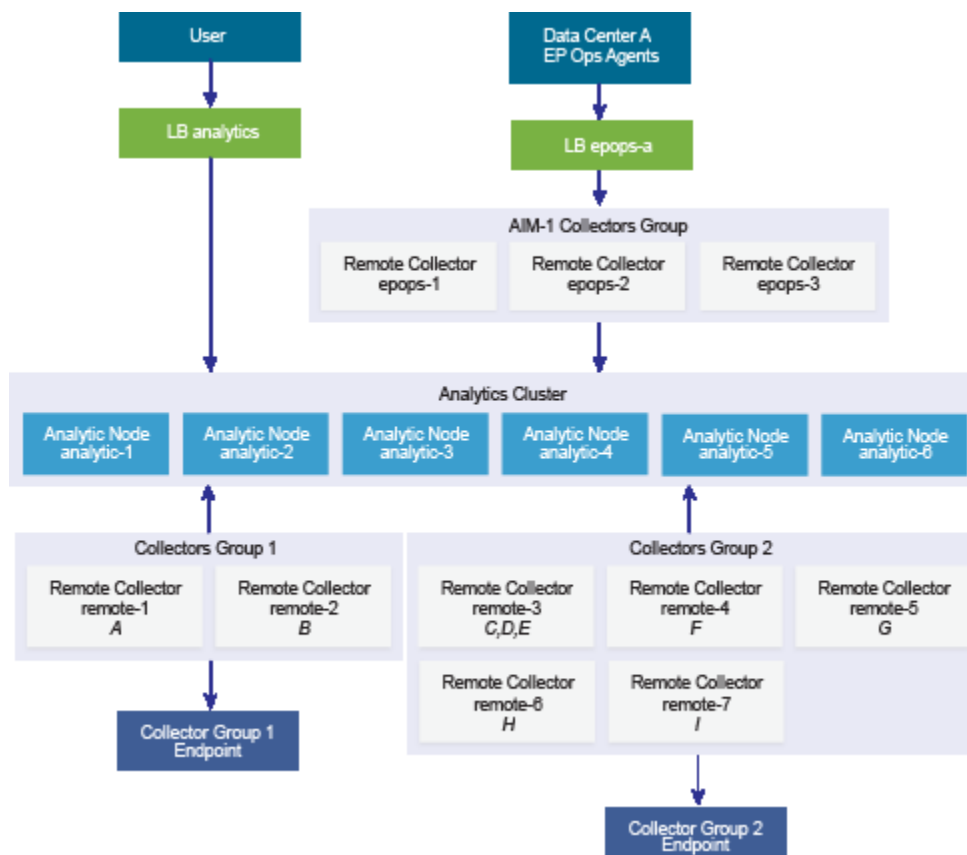 User
Data Center A
EP Ops Agents
LB analytics
LB epops-a
AIM-1 Collectors Group
Remote Collector
epops-1
Remote Collector
epops-2
Remote Collector
epops-3
Analytics Cluster
Analytic Node
analytic-1
Analytic Node
analytic-2
Analytic Node
analytic-3
Analytic Node
analytic-4
Analytic Node
analytic-5
Analytic Node
analytic-6
Collectors Group 1
Remote Collector
remote-1
A
Remote Collector
remote-2
B
Collectors Group 2
Remote Collector
remote-3
C,D,E
Remote Collector
remote-4
F
Remote Collector
remote-5
G
Remote Collector
remote-6
H
Remote Collector
remote-7
I
Collector Group 1
Endpoint
Collector Group 2
Endpoint